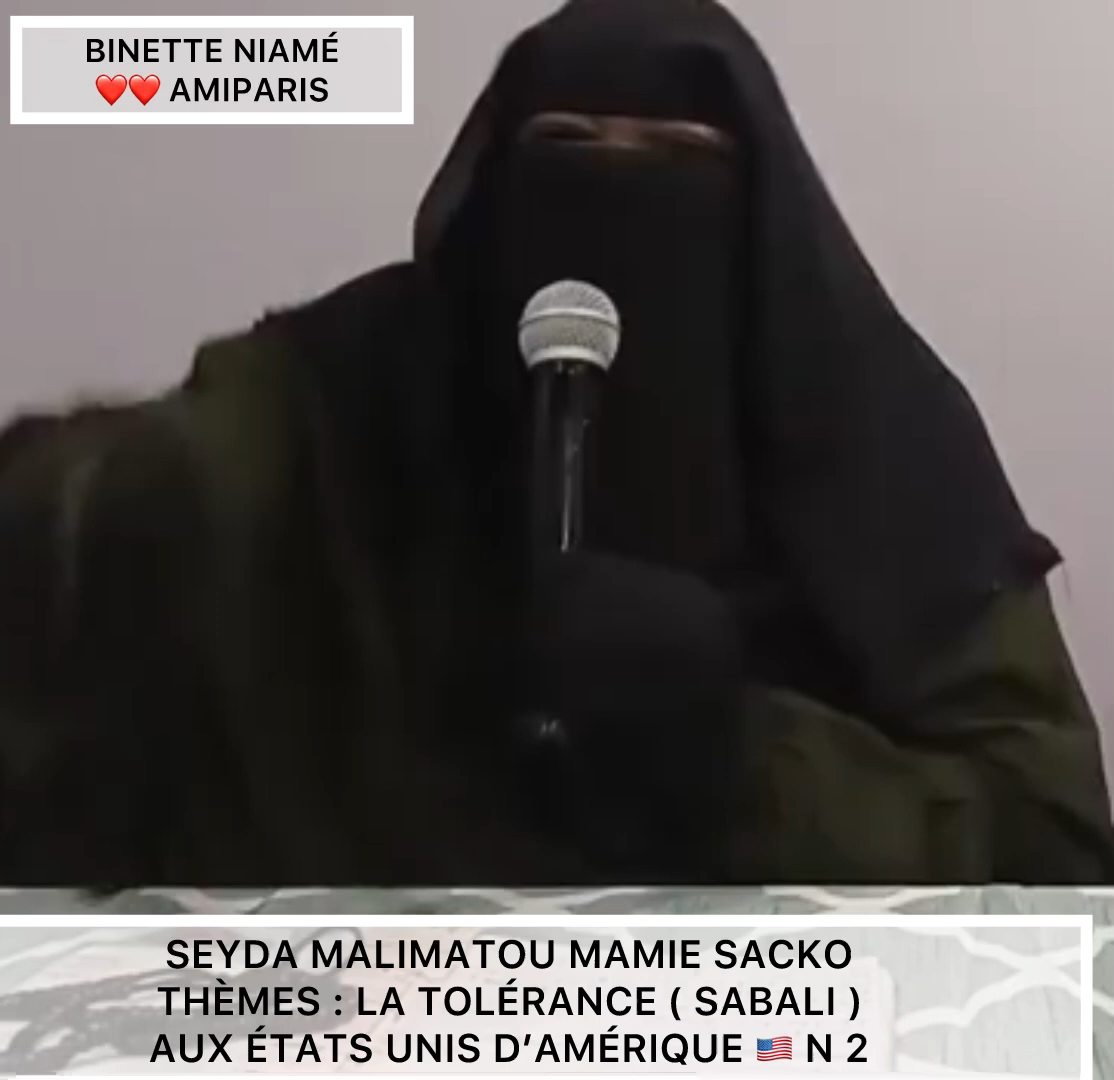 BINETTE NIAMÉ
❤️❤️ AMIPARIS
SEYDA MALIMATOU MAMIE SACKO
THÈMES : LA TOLÉRANCE ( SABALI )
AUX ÉTATS UNIS D’AMÉRIQUE 🇺🇸 N 2